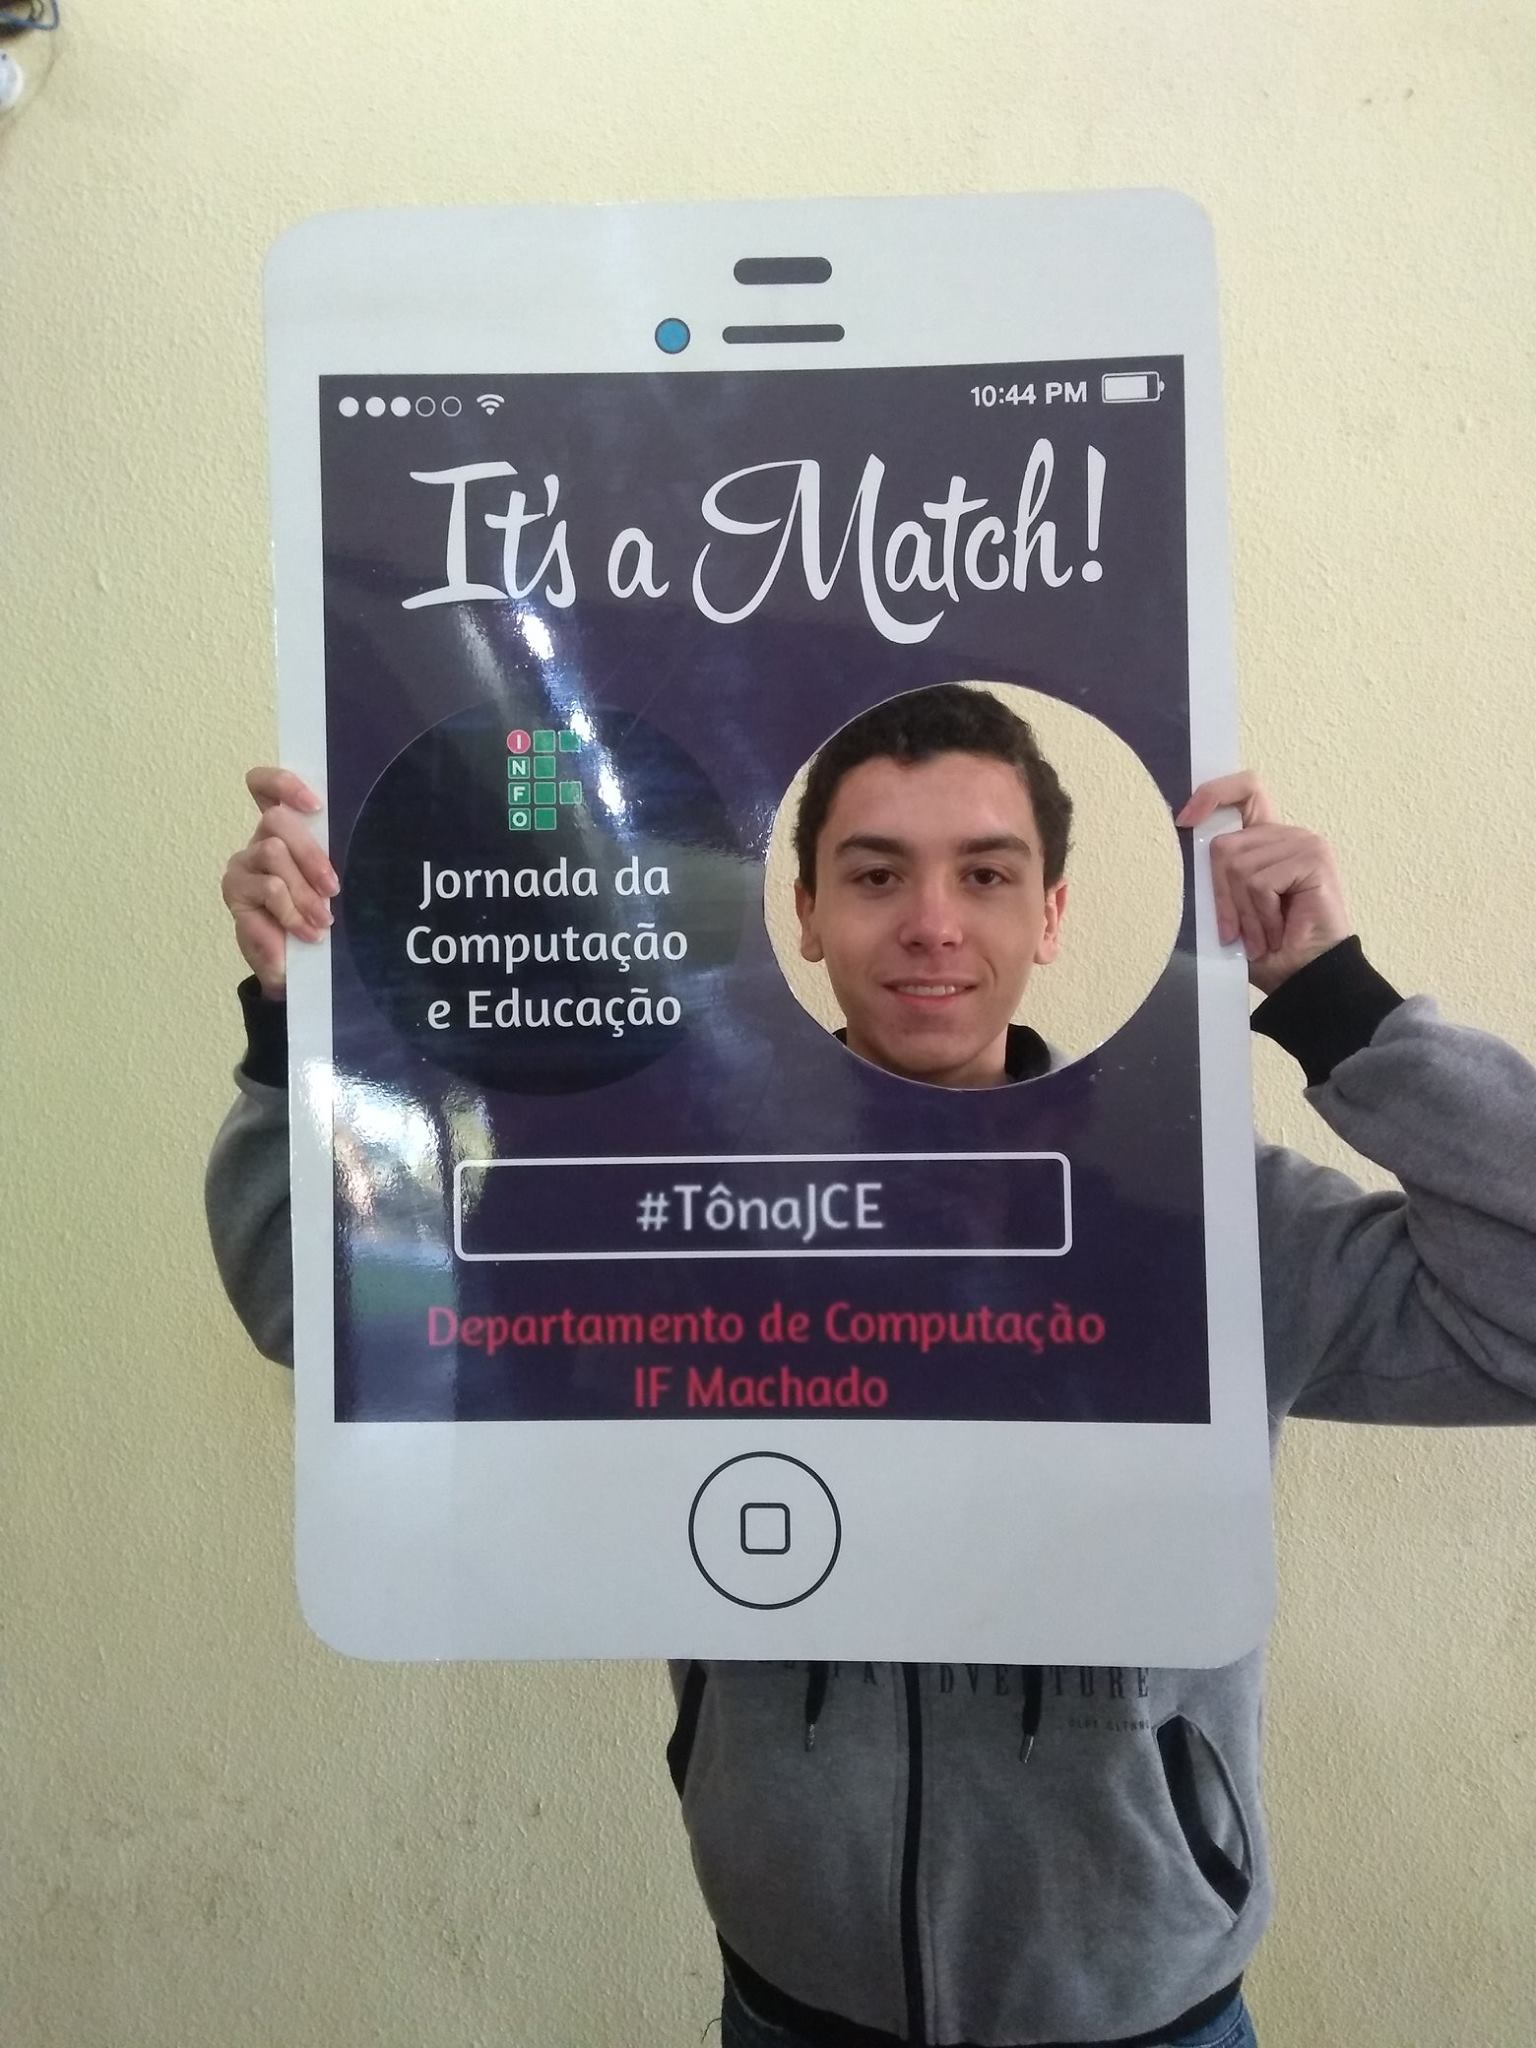 10:44 PM
It's a Match!
I
N
F
O
Jornada da
Computação
e Educação
#TônaJCE
Departamento de Computação
IF Machado